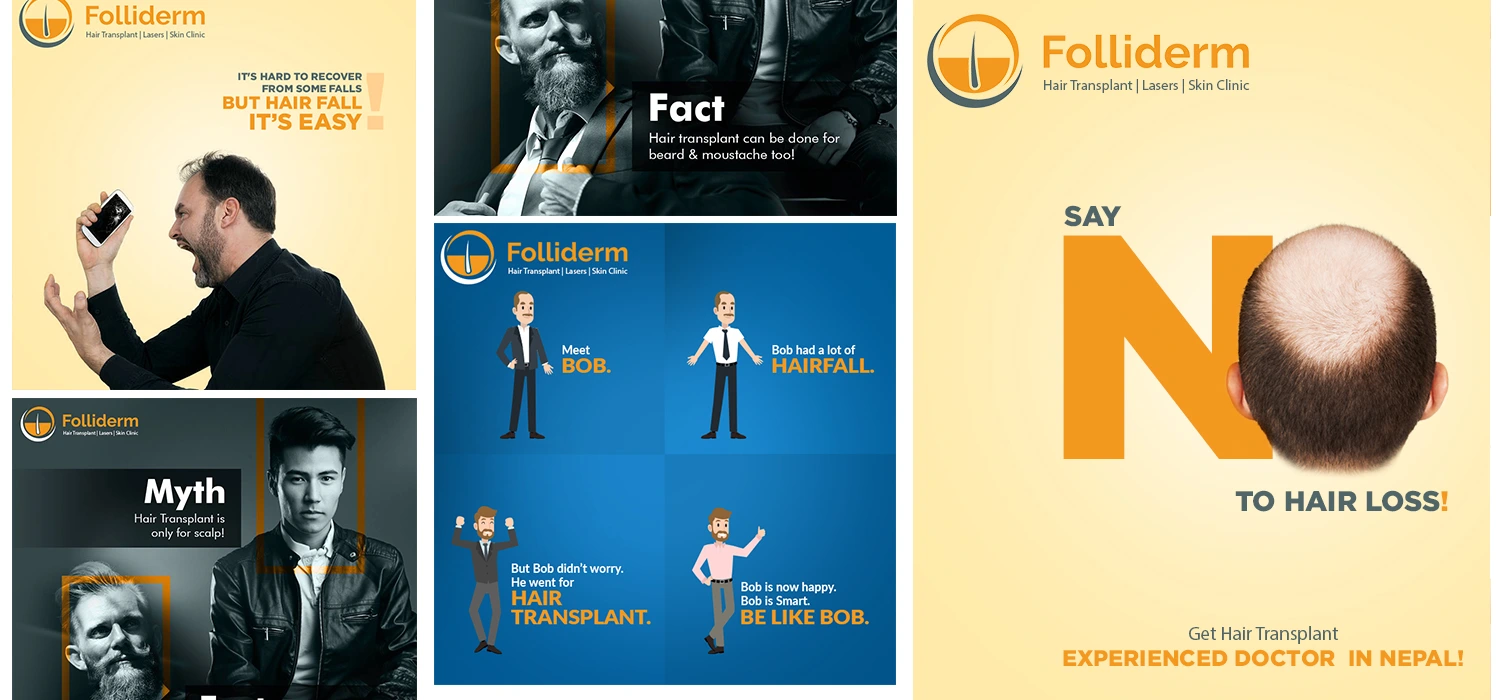 Folliderm
Hair Transplant | Lasers | Skin Clinic
IT'S HARD TO RECOVER
FROM SOME FALLS
BUT HAIR FALL
IT'S EASY!
Folliderm
Hair Transplant | Lasers | Skin Clinic
Myth
Hair Transplant is
only for scalp!
Fact
Hair transplant can be done for
beard & moustache too!
Folliderm
Hair Transplant | Lasers | Skin Clinic
Meet
BOB.
Bob had a lot of
HAIRFALL.
But Bob didn't worry.
He went for
HAIR
TRANSPLANT.
Bob is now happy.
Bob is Smart.
BE LIKE BOB.
Folliderm
Hair Transplant | Lasers | Skin Clinic
SAY
NO
TO HAIR LOSS!
Get Hair Transplant
EXPERIENCED DOCTOR IN NEPAL!